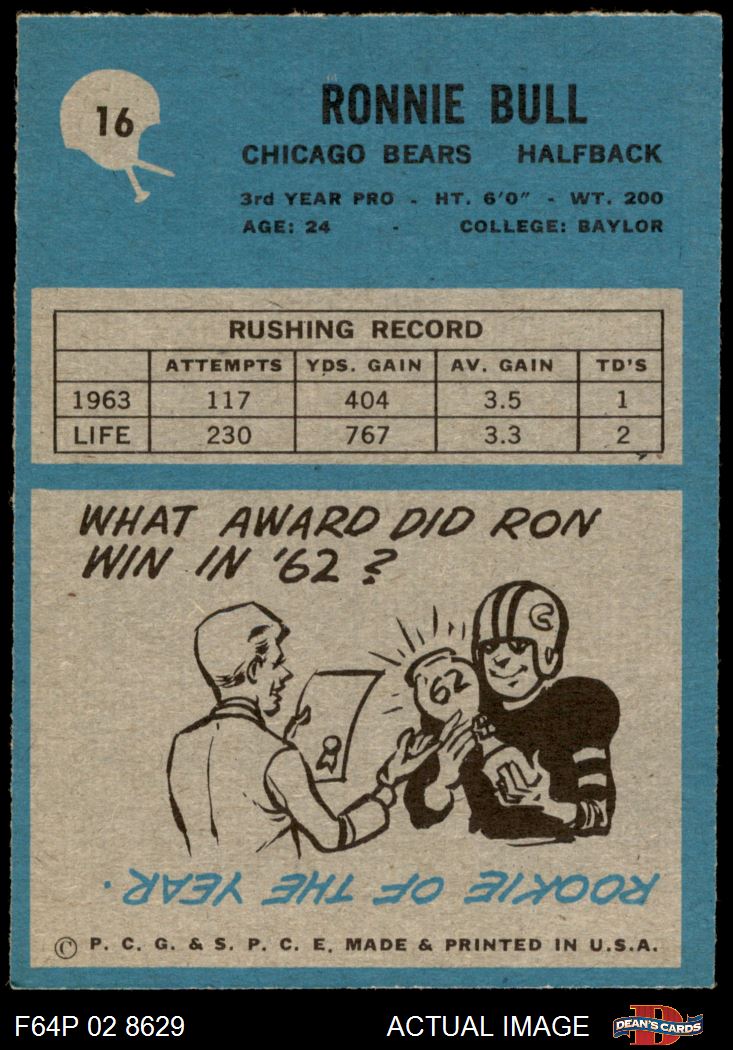 16
RONNIE BULL
CHICAGO BEARS HALFBACK
3rd YEAR PRO - HT. 6'0" - WT. 200
AGE: 24 - COLLEGE: BAYLOR
RUSHING RECORD
ATTEMPTS YDS. GAIN AV. GAIN TD'S
1963 117 404 3.5 1
LIFE 230 767 3.3 2
WHAT AWARD DID RON
WIN IN '62?
C
62
ROOKIE OF THE YEAR.
© P. C. G. & S. P. C. E. MADE & PRINTED IN U.S.A.
F64P 02 8629 ACTUAL IMAGE D DEAN'S CARDS